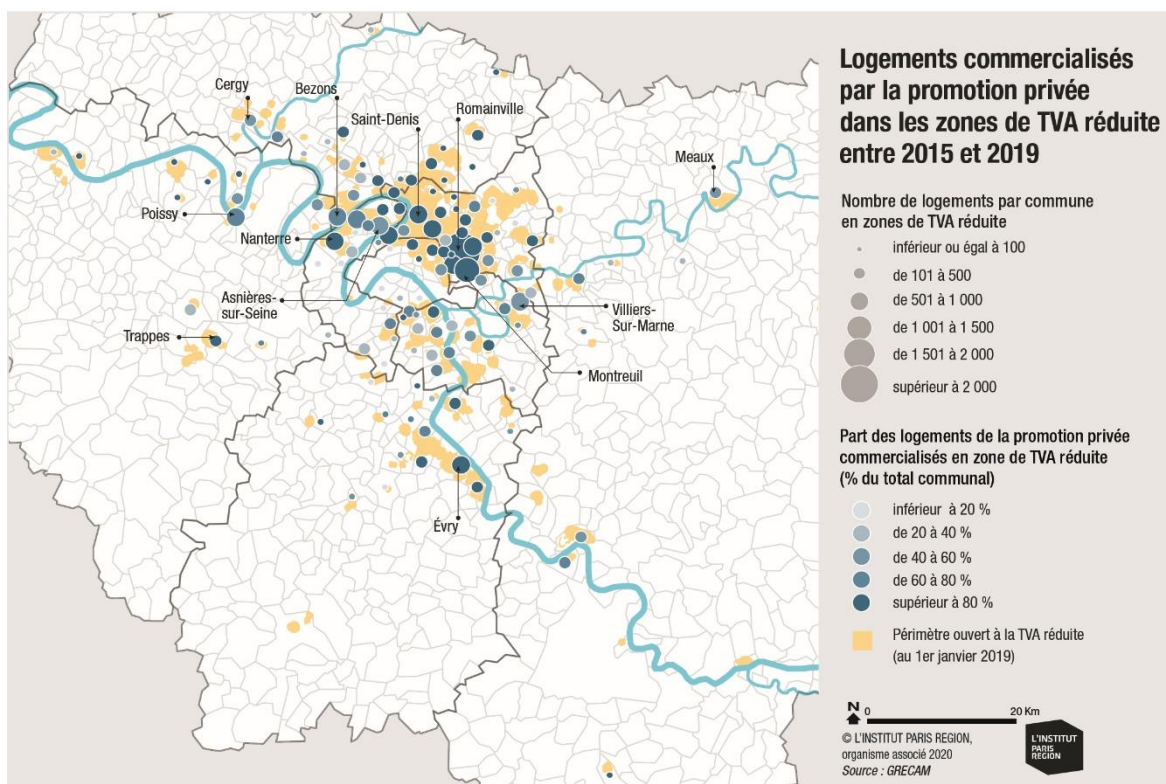 Cergy
Bezons
Saint-Denis
Romainville
Meaux
Poissy
Nanterre
Asnières-
sur-Seine
Trappes
Villiers-
Sur-Marne
Montreuil
Évry
Logements commercialisés
par la promotion privée
dans les zones de TVA réduite
entre 2015 et 2019
Nombre de logements par commune
en zones de TVA réduite
inférieur ou égal à 100
de 101 à 500
de 501 à 1 000
de 1 001 à 1 500
de 1 501 à 2 000
supérieur à 2 000
Part des logements de la promotion privée
commercialisés en zone de TVA réduite
(% du total communal)
inférieur à 20 %
de 20 à 40 %
de 40 à 60 %
de 60 à 80 %
supérieur à 80 %
Périmètre ouvert à la TVA réduite
(au 1er janvier 2019)
N 0 20 Km
© L'INSTITUT PARIS REGION,
organisme associé 2020
Source : GRECAM
L'INSTITUT
PARIS
REGION